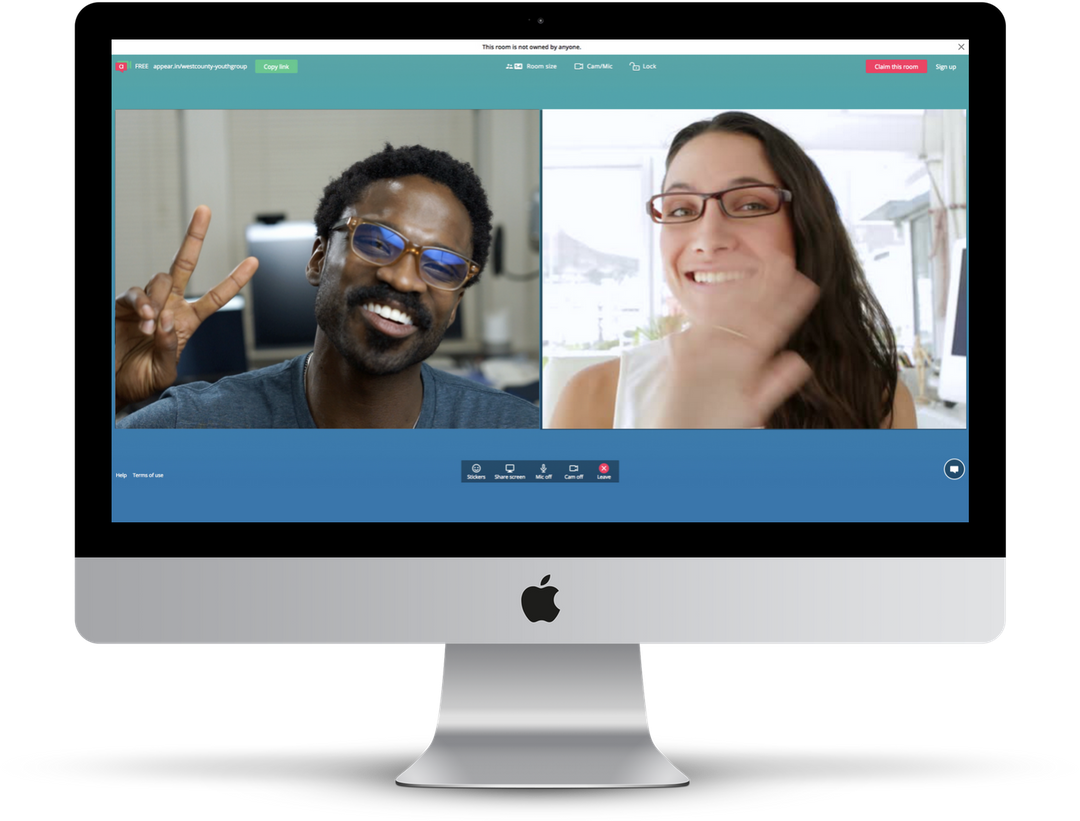 This room is not owned by anyone.
FREE appear.in/westcounty-youthgroup Copy link Room size Cam/Mic Lock Claim this room Sign up
Help Terms of use
Stickers Share screen Mic off Cam off Leave